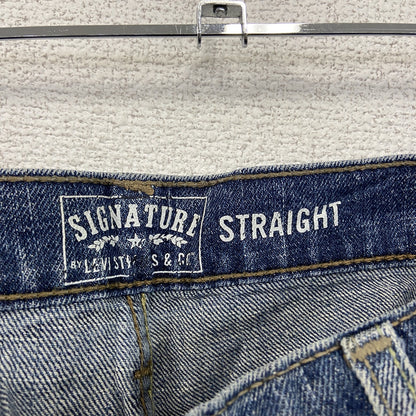 SIGNATURE STRAIGHT
BY LEVI STRAUSS & CO